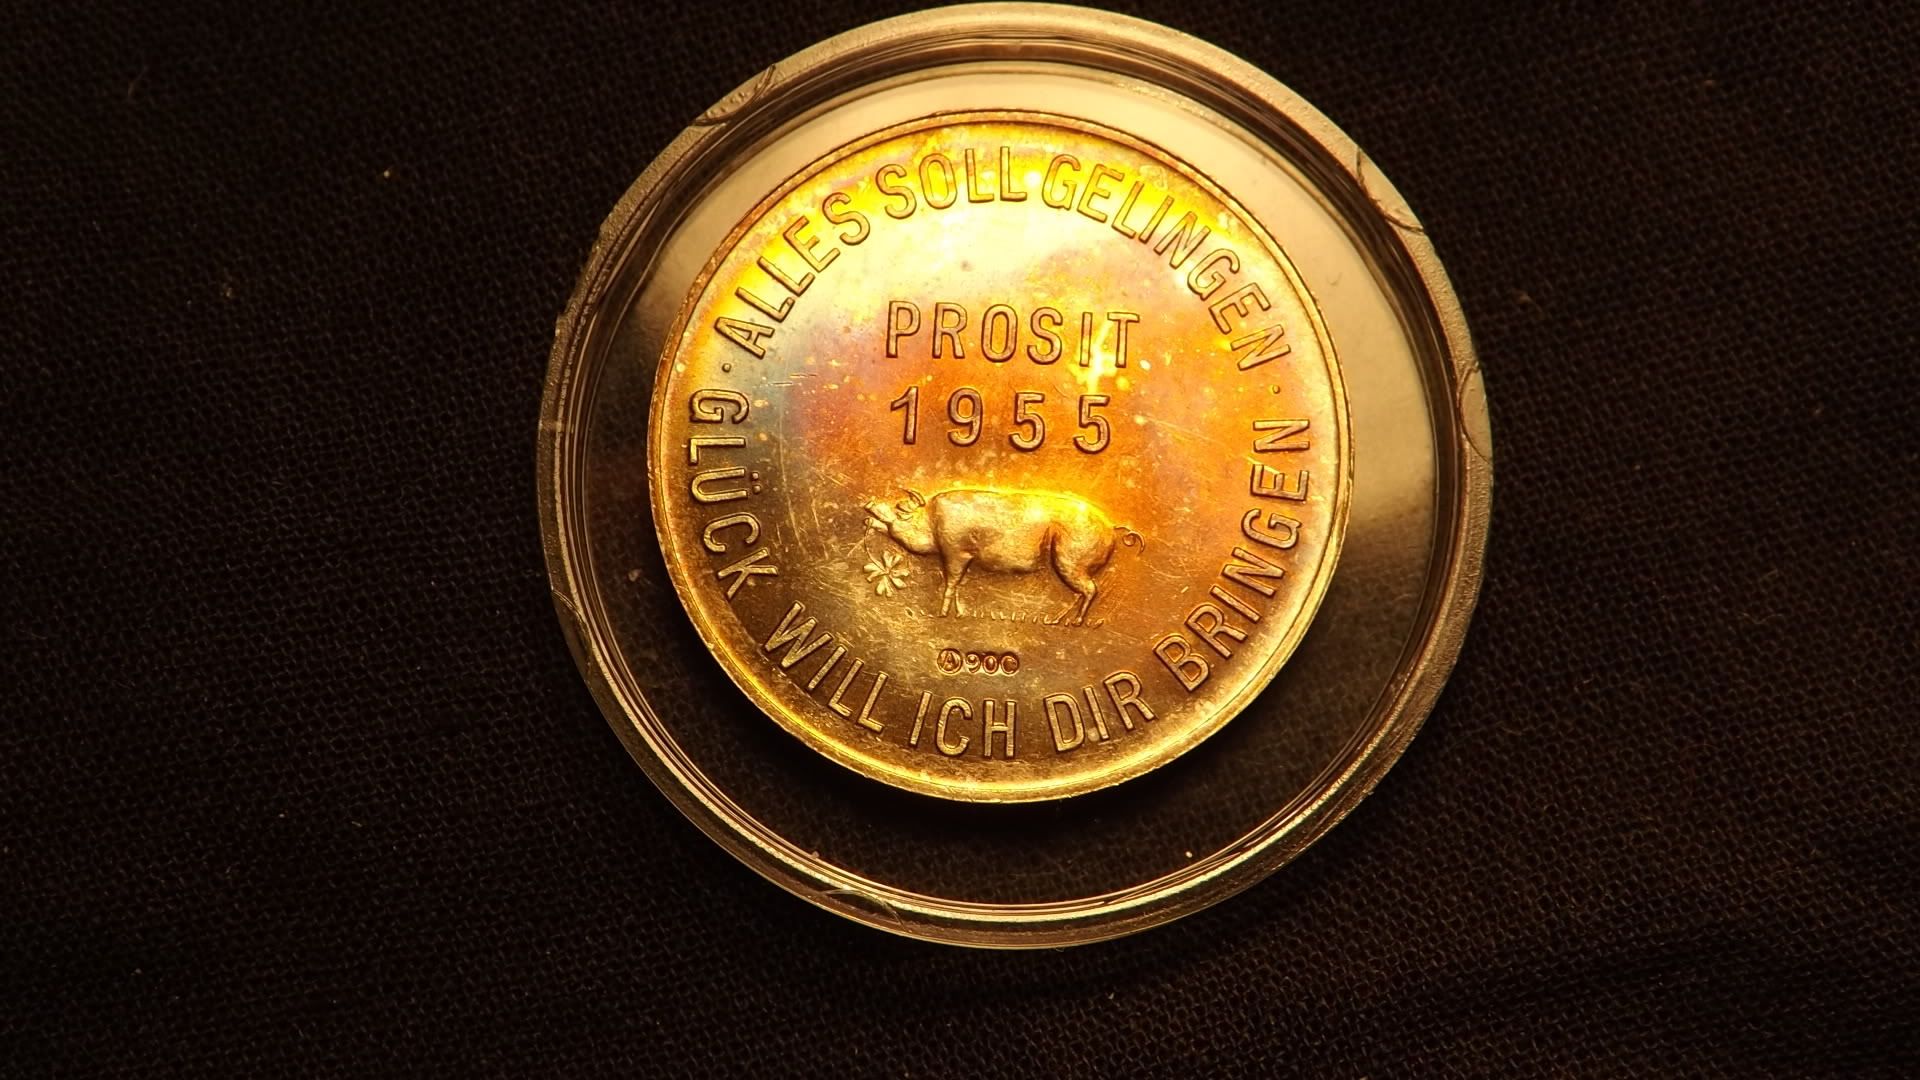 · ALLES SOLL GELINGEN ·
PROSIT
1955
Ⓐ 900
GLÜCK WILL ICH DIR BRINGEN